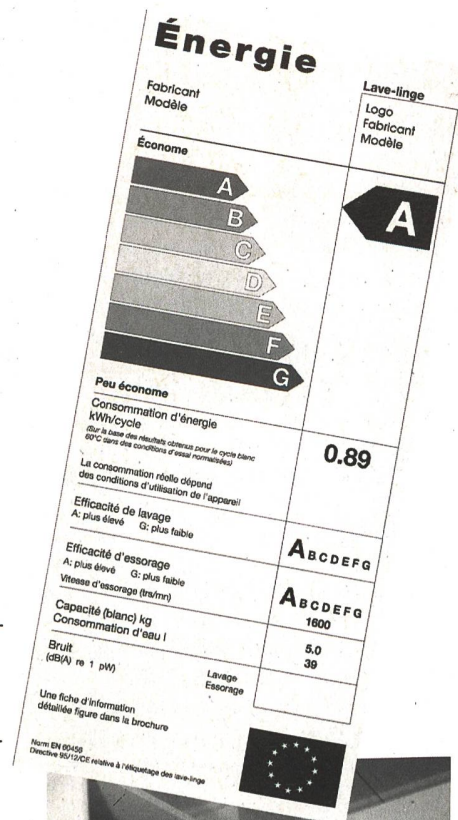 Énergie
Lave-linge
Fabricant
Modèle
Logo
Fabricant
Modèle
Économe
A
B
C
D
E
F
G
A
Peu économe
Consommation d'énergie
kWh/cycle
(Sur la base des résultats obtenus pour le cycle blanc
60°C dans des conditions d'essai normalisées)
0.89
La consommation réelle dépend
des conditions d'utilisation de l'appareil
Efficacité de lavage
A: plus élevé G: plus faible
ABCDEFG
Efficacité d'essorage
A: plus élevé G: plus faible
Vitesse d'essorage (trs/mn)
ABCDEFG
1600
Capacité (blanc) kg
Consommation d'eau l
5.0
39
Bruit
(dB(A) re 1 pW)
Lavage
Essorage
Une fiche d'information
détaillée figure dans la brochure
Norm EN 60456
Directive 95/12/CE relative à l'étiquetage des lave-linge